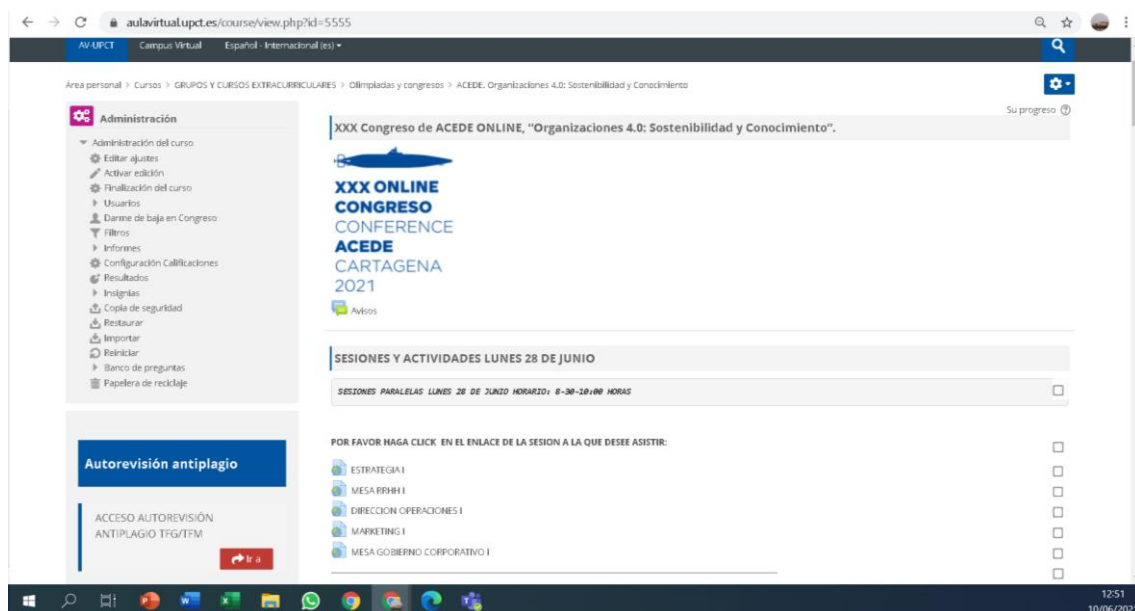 aulavirtual.upct.es/course/view.php?id=5555
AV-UPCT Campus Virtual Español - Internacional (es)
Área personal > Cursos > GRUPOS Y CURSOS EXTRACURRICULARES > Olimpiadas y congresos > ACEDE. Organizaciones 4.0: Sostenibilidad y Conocimiento
Administración
Administración del curso
Editar ajustes
Activar edición
Finalización del curso
Usuarios
Darme de baja en Congreso
Filtros
Informes
Configuración Calificaciones
Resultados
Insignias
Copia de seguridad
Restaurar
Importar
Reiniciar
Banco de preguntas
Papelera de reciclaje
Autorevisión antiplagio
ACCESO AUTOREVISIÓN
ANTIPLAGIO TFG/TFM
Ir a
Su progreso
XXX Congreso de ACEDE ONLINE, “Organizaciones 4.0: Sostenibilidad y Conocimiento”.
XXX ONLINE
CONGRESO
CONFERENCE
ACEDE
CARTAGENA
2021
Avisos
SESIONES Y ACTIVIDADES LUNES 28 DE JUNIO
SESIONES PARALELAS LUNES 28 DE JUNIO HORARIO: 8-30-10:00 HORAS
POR FAVOR HAGA CLICK EN EL ENLACE DE LA SESION A LA QUE DESEE ASISTIR:
ESTRATEGIA I
MESA RRHH I
DIRECCION OPERACIONES I
MARKETING I
MESA GOBIERNO CORPORATIVO I
12:51
10/06/202